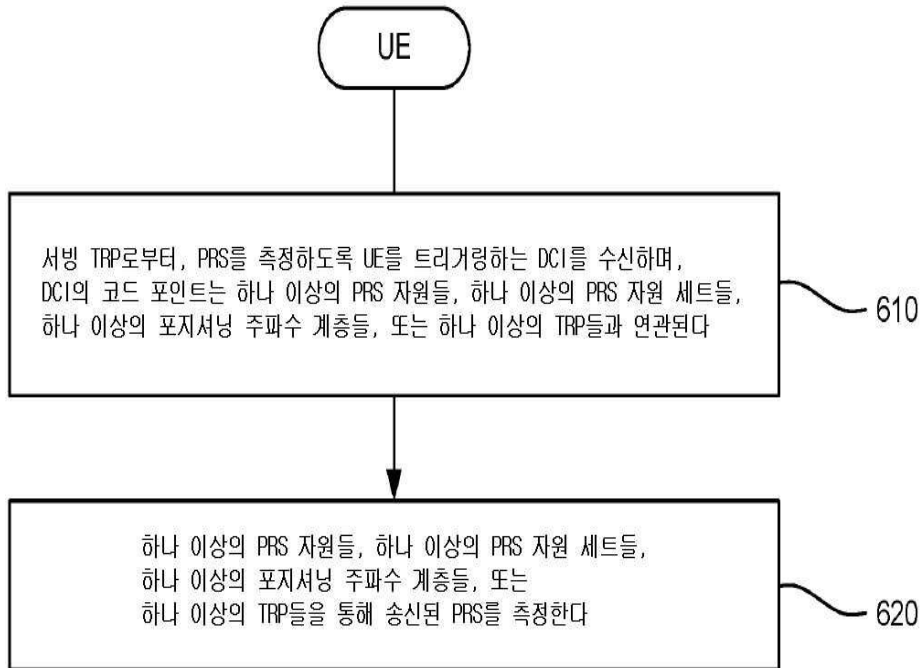 UE
서빙 TRP로부터, PRS를 측정하도록 UE를 트리거링하는 DCI를 수신하며,
DCI의 코드 포인트는 하나 이상의 PRS 자원들, 하나 이상의 PRS 자원 세트들,
하나 이상의 포지셔닝 주파수 계층들, 또는 하나 이상의 TRP들과 연관된다
610
하나 이상의 PRS 자원들, 하나 이상의 PRS 자원 세트들,
하나 이상의 포지셔닝 주파수 계층들, 또는
하나 이상의 TRP들을 통해 송신된 PRS를 측정한다
620